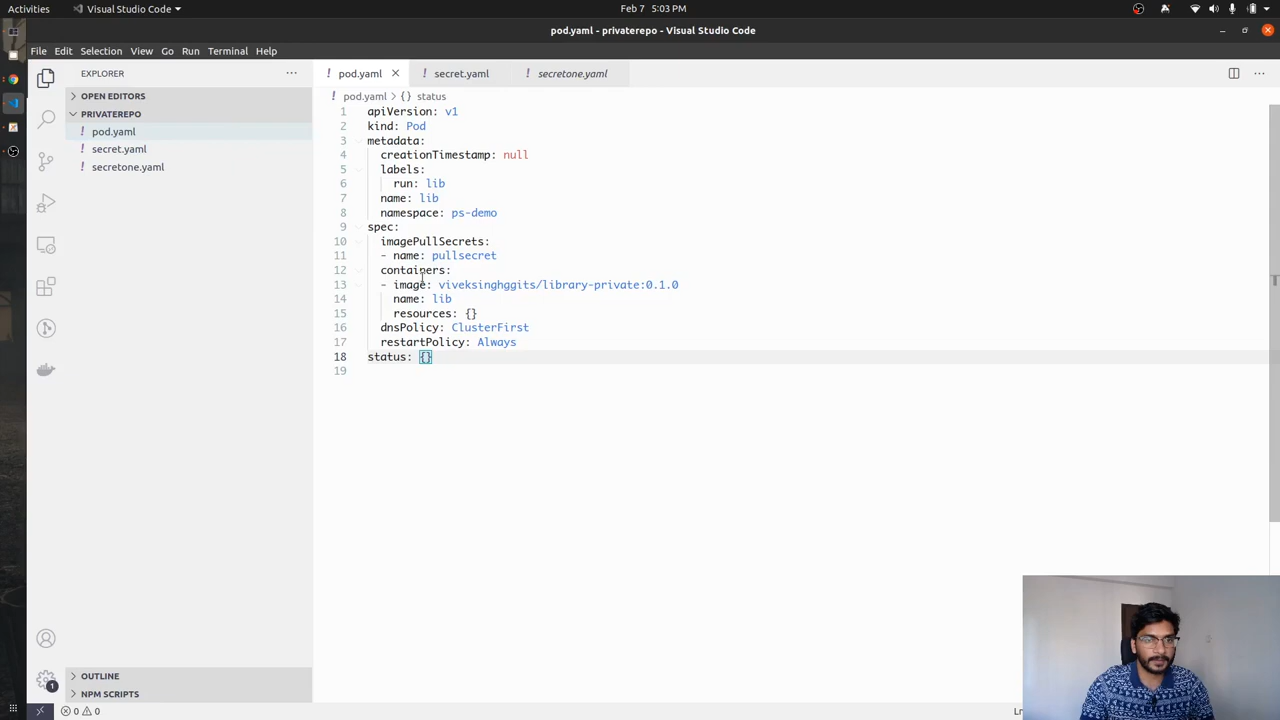 Activities
Visual Studio Code
Feb 7 5:03 PM
pod.yaml - privaterepo - Visual Studio Code
File Edit Selection View Go Run Terminal Help
EXPLORER
pod.yaml
secret.yaml
secretone.yaml
OPEN EDITORS
PRIVATEREPO
pod.yaml
secret.yaml
secretone.yaml
pod.yaml > {} status
1 apiVersion: v1
2 kind: Pod
3 metadata:
4 creationTimestamp: null
5 labels:
6 run: lib
7 name: lib
8 namespace: ps-demo
9 spec:
10 imagePullSecrets:
11 - name: pullsecret
12 containers:
13 - image: viveksinghggits/library-private:0.1.0
14 name: lib
15 resources: {}
16 dnsPolicy: ClusterFirst
17 restartPolicy: Always
18 status: {}
19
OUTLINE
NPM SCRIPTS
1
0 0
Ln